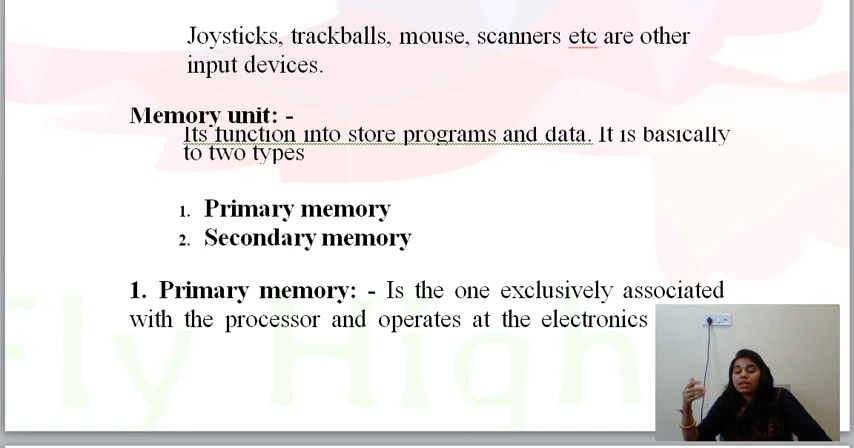 Joysticks, trackballs, mouse, scanners etc are other
input devices.
Memory unit: -
Its function into store programs and data. It is basically
to two types
1. Primary memory
2. Secondary memory
1. Primary memory: - Is the one exclusively associated
with the processor and operates at the electronics
Fly High